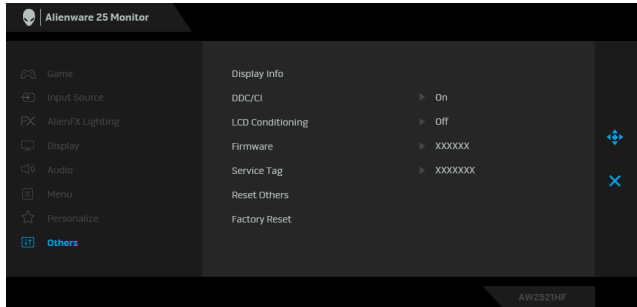 Alienware 25 Monitor
Game
Input Source
FX AlienFX Lighting
Display
Audio
Menu
Personalize
Others
Display Info
DDC/CI On
LCD Conditioning Off
Firmware XXXXXX
Service Tag XXXXXXX
Reset Others
Factory Reset
AW2521HF